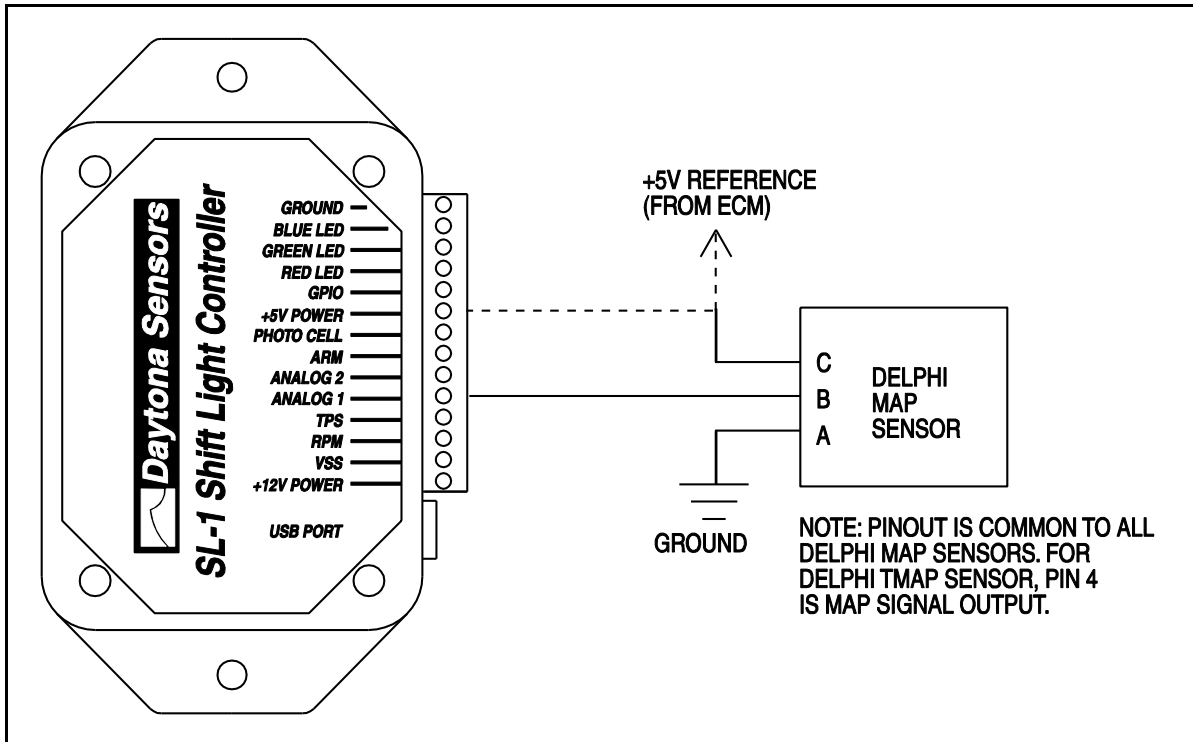 Daytona Sensors
SL-1 Shift Light Controller
GROUND
BLUE LED
GREEN LED
RED LED
GPIO
+5V POWER
PHOTO CELL
ARM
ANALOG 2
ANALOG 1
TPS
RPM
VSS
+12V POWER
USB PORT
+5V REFERENCE
(FROM ECM)
C
B
A
DELPHI
MAP
SENSOR
GROUND
NOTE: PINOUT IS COMMON TO ALL
DELPHI MAP SENSORS. FOR
DELPHI TMAP SENSOR, PIN 4
IS MAP SIGNAL OUTPUT.